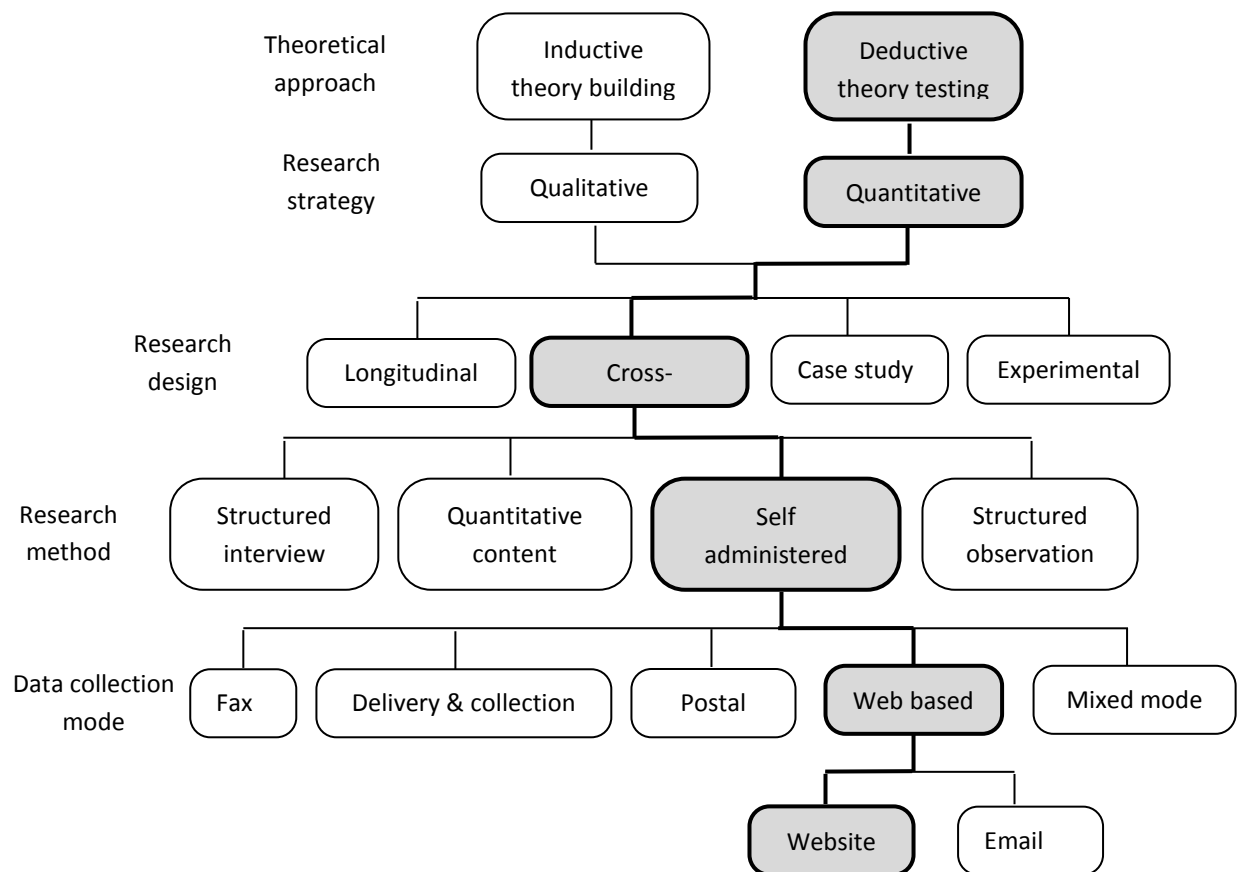 Theoretical
approach
Inductive
theory building
Deductive
theory testing
Research
strategy
Qualitative
Quantitative
Research
design
Longitudinal
Cross-
Case study
Experimental
Research
method
Structured
interview
Quantitative
content
Self
administered
Structured
observation
Data collection
mode
Fax
Delivery & collection
Postal
Web based
Mixed mode
Website
Email